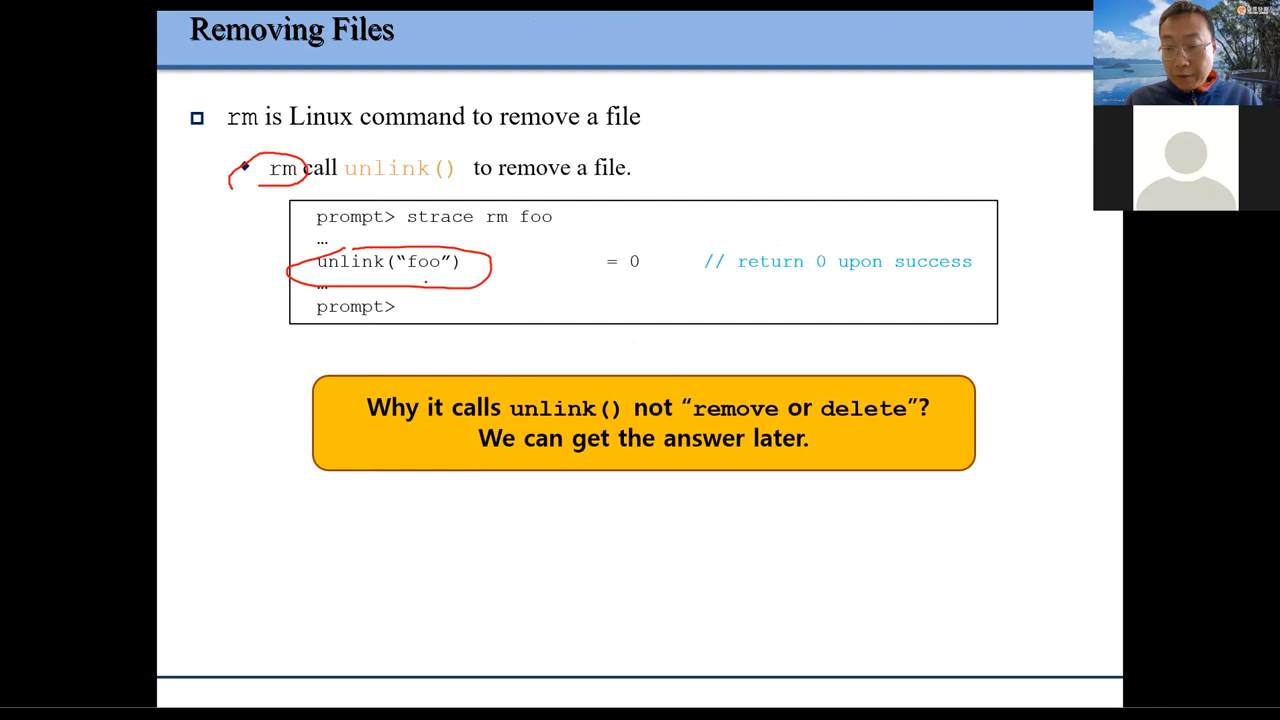 Removing Files
rm is Linux command to remove a file
rm call unlink() to remove a file.
prompt> strace rm foo
…
unlink(“foo”) = 0 // return 0 upon success
…
prompt>
Why it calls unlink() not “remove or delete”?
We can get the answer later.